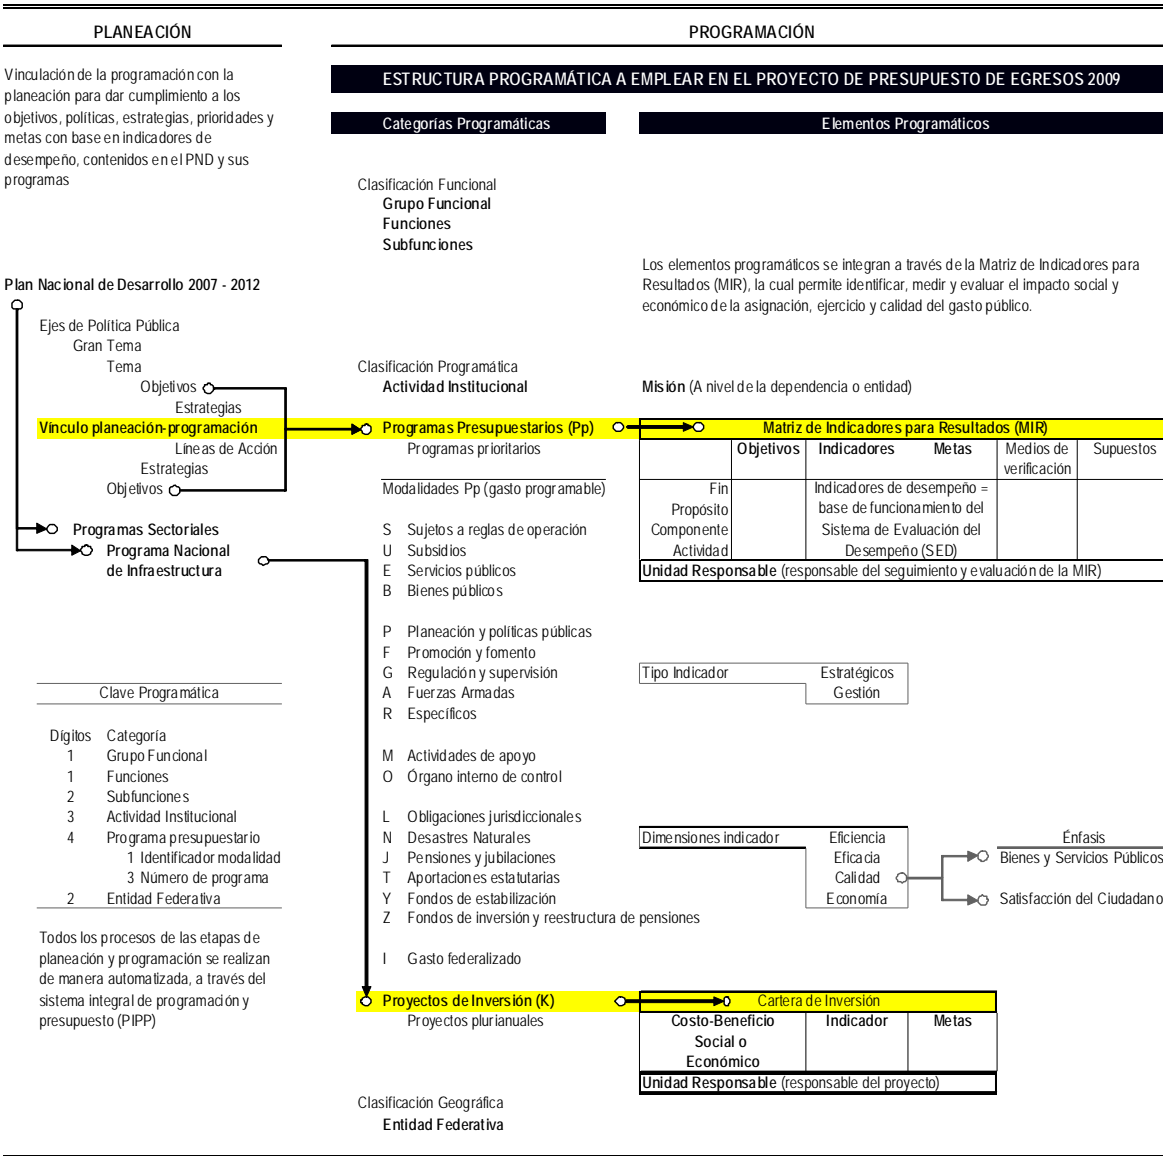 PLANEACIÓN
Vinculación de la programación con la
planeación para dar cumplimiento a los
objetivos, políticas, estrategias, prioridades y
metas con base en indicadores de
desempeño, contenidos en el PND y sus
programas
Plan Nacional de Desarrollo 2007 - 2012
Ejes de Política Pública
Gran Tema
Tema
Objetivos
Estrategias
Vínculo planeación-programación
Líneas de Acción
Estrategias
Objetivos
Programas Sectoriales
Programa Nacional
de Infraestructura
Clave Programática
Dígitos Categoría
1 Grupo Funcional
1 Funciones
2 Subfunciones
3 Actividad Institucional
4 Programa presupuestario
1 Identificador modalidad
3 Número de programa
2 Entidad Federativa
Todos los procesos de las etapas de
planeación y programación se realizan
de manera automatizada, a través del
sistema integral de programación y
presupuesto (PIPP)
PROGRAMACIÓN
ESTRUCTURA PROGRAMÁTICA A EMPLEAR EN EL PROYECTO DE PRESUPUESTO DE EGRESOS 2009
Categorías Programáticas
Clasificación Funcional
Grupo Funcional
Funciones
Subfunciones
Clasificación Programática
Actividad Institucional
Programas Presupuestarios (Pp)
Programas prioritarios
Modalidades Pp (gasto programable)
S Sujetos a reglas de operación
U Subsidios
E Servicios públicos
B Bienes públicos
P Planeación y políticas públicas
F Promoción y fomento
G Regulación y supervisión
A Fuerzas Armadas
R Específicos
M Actividades de apoyo
O Órgano interno de control
L Obligaciones jurisdiccionales
N Desastres Naturales
J Pensiones y jubilaciones
T Aportaciones estatutarias
Y Fondos de estabilización
Z Fondos de inversión y reestructura de pensiones
I Gasto federalizado
Proyectos de Inversión (K)
Proyectos plurianuales
Clasificación Geográfica
Entidad Federativa
Elementos Programáticos
Los elementos programáticos se integran a través de la Matriz de Indicadores para
Resultados (MIR), la cual permite identificar, medir y evaluar el impacto social y
económico de la asignación, ejercicio y calidad del gasto público.
Misión (A nivel de la dependencia o entidad)
Matriz de Indicadores para Resultados (MIR)
Objetivos Indicadores Metas Medios de Supuestos
verificación
Fin Indicadores de desempeño =
Propósito base de funcionamiento del
Componente Sistema de Evaluación del
Actividad Desempeño (SED)
Unidad Responsable (responsable del seguimiento y evaluación de la MIR)
Tipo Indicador Estratégicos
Gestión
Dimensiones indicador Eficiencia
Eficacia
Calidad
Economía
Énfasis
Bienes y Servicios Públicos
Satisfacción del Ciudadano
Cartera de Inversión
Costo-Beneficio Indicador Metas
Social o
Económico
Unidad Responsable (responsable del proyecto)